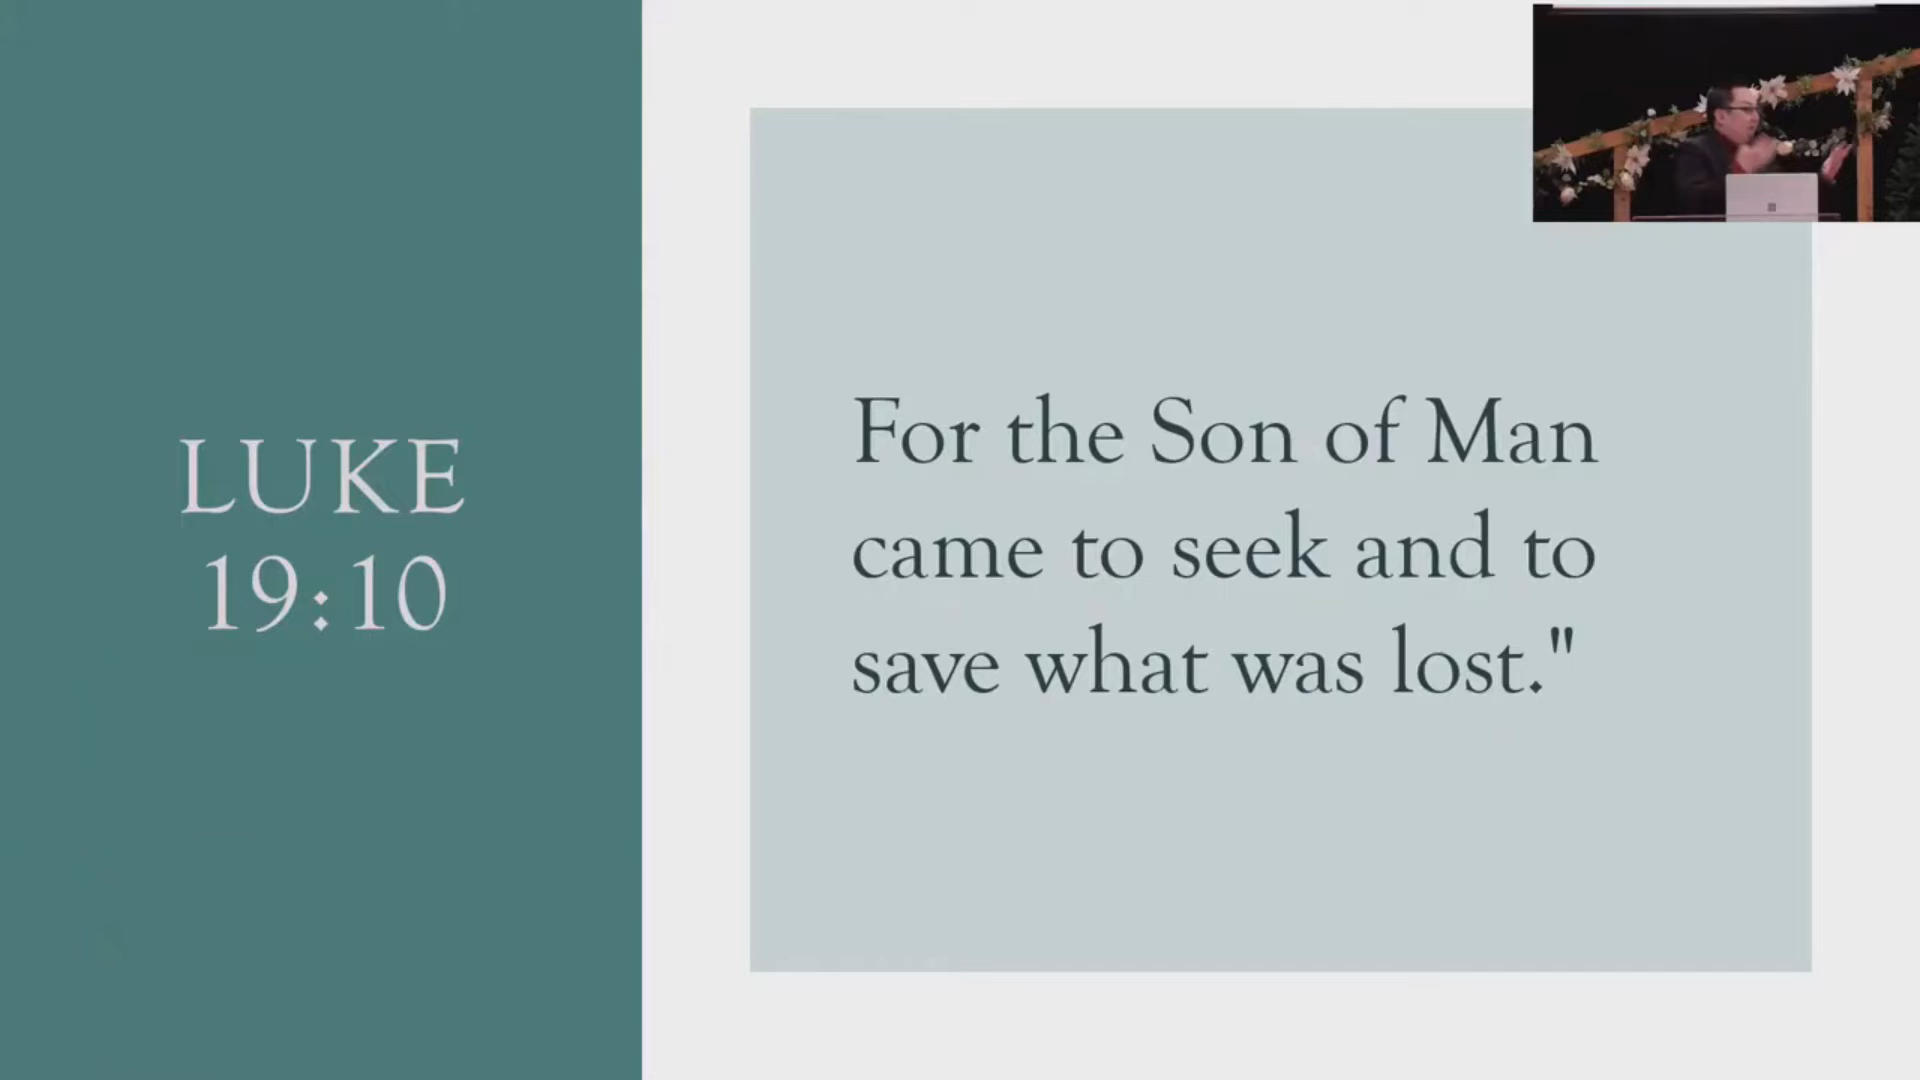 LUKE
19:10
For the Son of Man
came to seek and to
save what was lost."